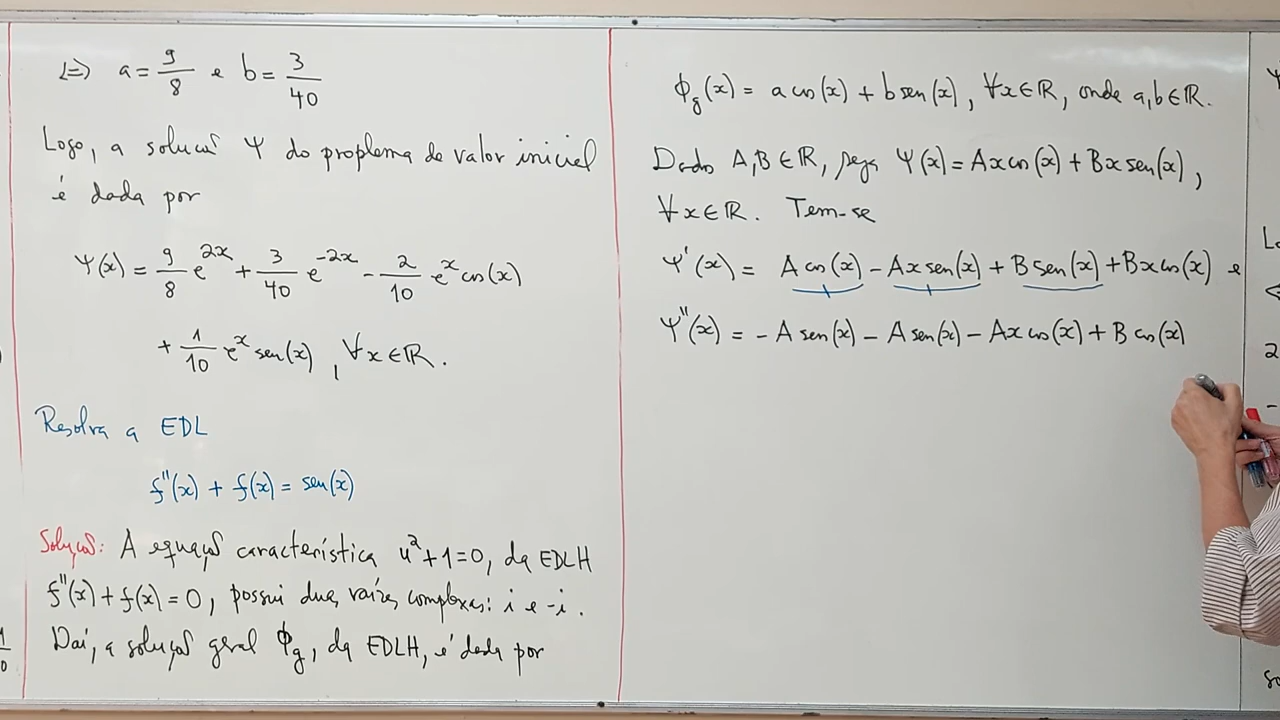 ⇔ a = 9/8 e b = 3/40
Logo, a solução Ψ do proplema de valor inicial
é dada por
Ψ(x) = 9/8 e^{2x} + 3/40 e^{-2x} - 2/10 e^x cos(x)
+ 1/10 e^x sen(x), ∀x∈ℝ.
Resolva a EDL
f''(x) + f(x) = sen(x)
Solução: A equação característica u²+1=0, da EDLH
f''(x) + f(x) = 0, possui duas raízes complexas: i e -i.
Daí, a solução geral ϕ_g, da EDLH, é dada por
ϕ_g(x) = a cos(x) + b sen(x), ∀x∈ℝ, onde a,b∈ℝ.
Dados A,B∈ℝ, seja Ψ(x) = Ax cos(x) + Bx sen(x),
∀x∈ℝ. Tem-se
Ψ'(x) = A cos(x) - Ax sen(x) + B sen(x) + Bx cos(x) e
Ψ''(x) = - A sen(x) - A sen(x) - Ax cos(x) + B cos(x)